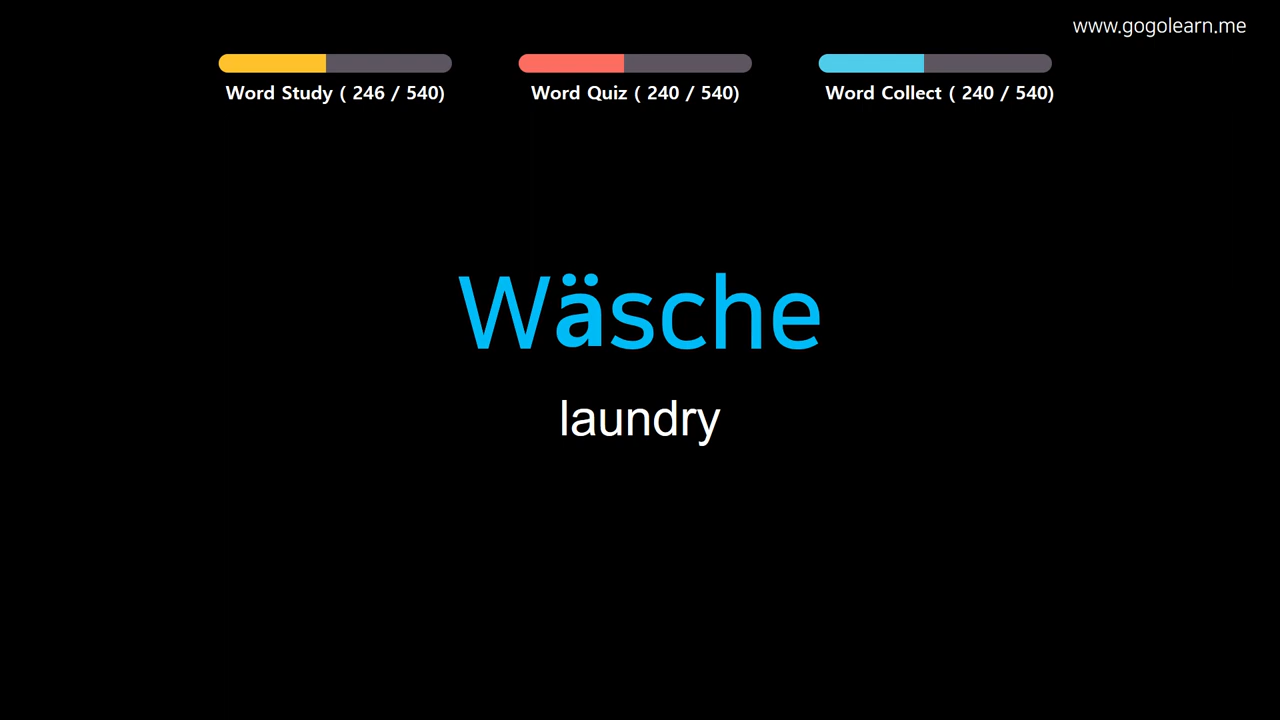 www.gogolearn.me
Word Study ( 246 / 540)
Word Quiz ( 240 / 540)
Word Collect ( 240 / 540)
Wäsche
laundry